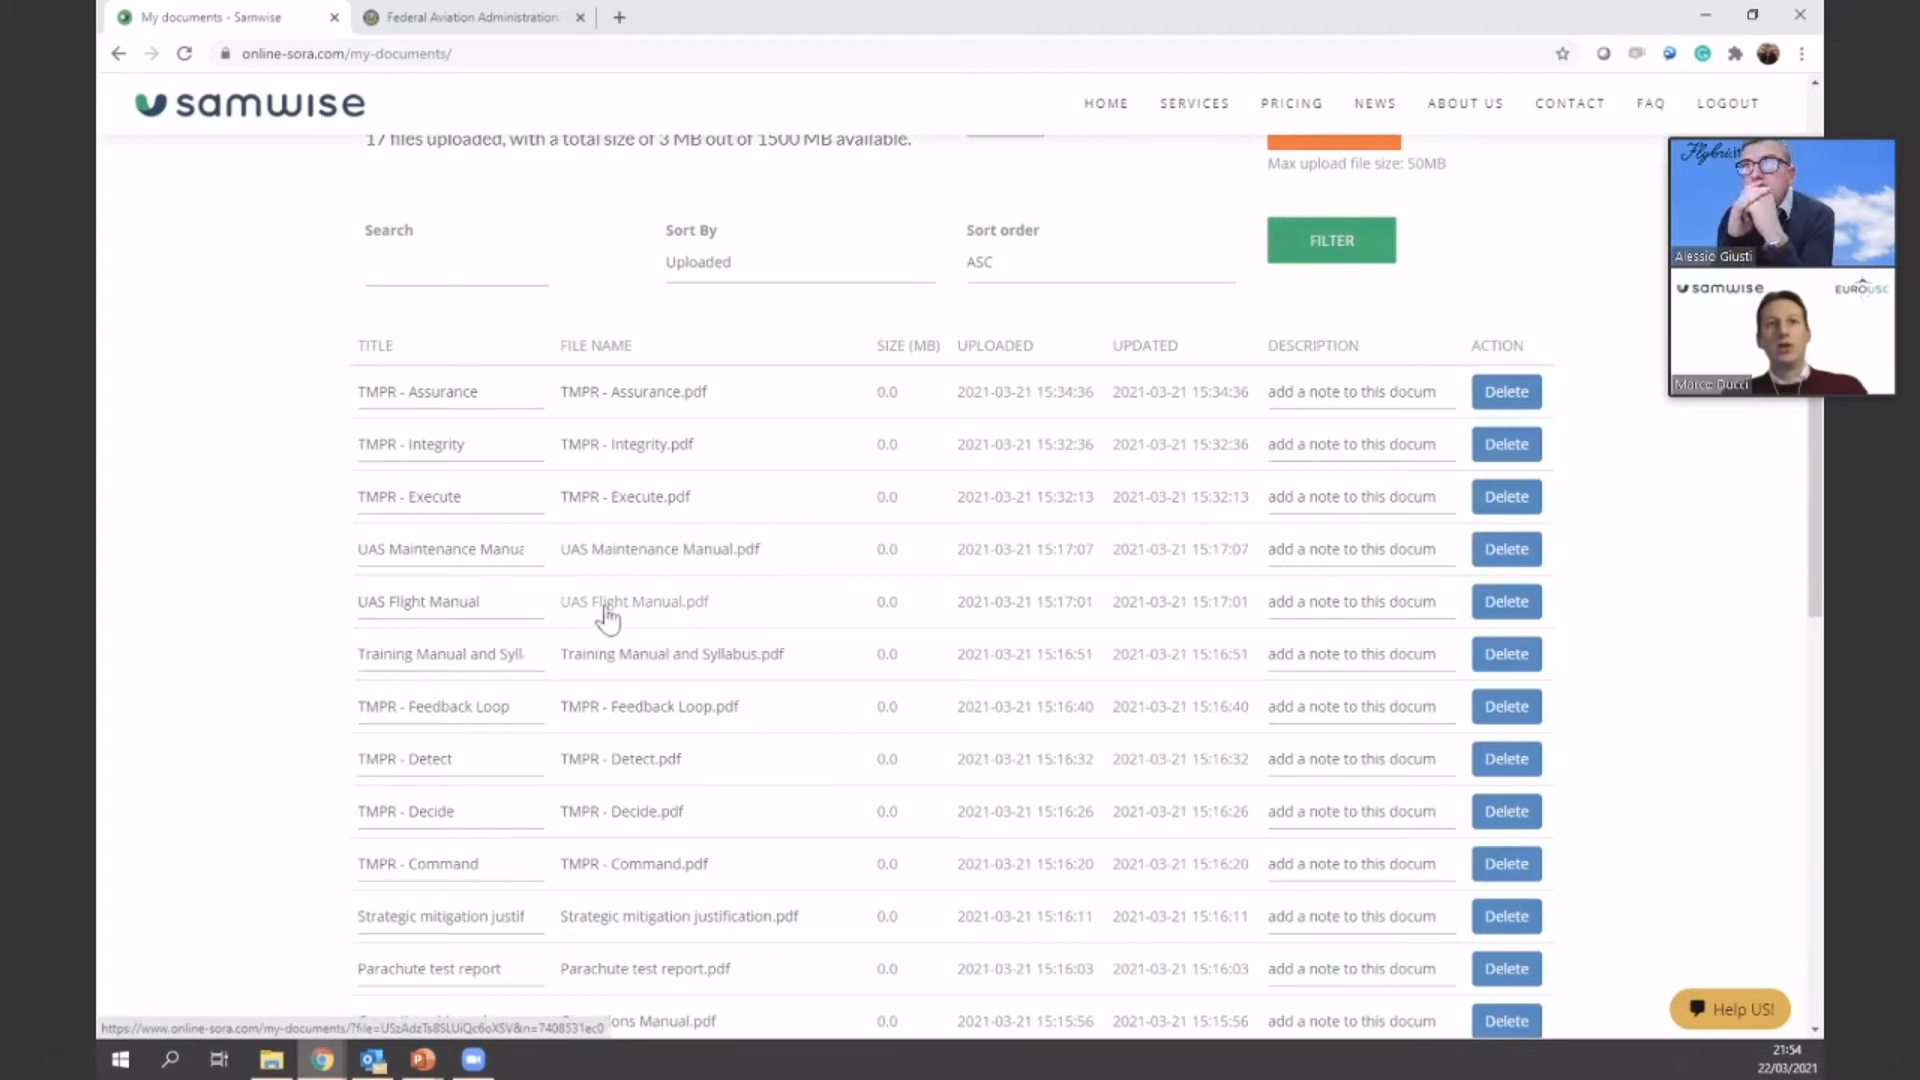 My documents - Samwise
Federal Aviation Administration
online-sora.com/my-documents/
samwise
HOME SERVICES PRICING NEWS ABOUT US CONTACT FAQ LOGOUT
17 files uploaded, with a total size of 3 MB out of 1500 MB available.
Max upload file size: 50MB
Flybri.it
Alessio Giusti
samwise EUROUSC
Marco Ducci
Search Sort By Sort order
Uploaded ASC
FILTER
TITLE FILE NAME SIZE (MB) UPLOADED UPDATED DESCRIPTION ACTION
TMPR - Assurance TMPR - Assurance.pdf 0.0 2021-03-21 15:34:36 2021-03-21 15:34:36 add a note to this docum Delete
TMPR - Integrity TMPR - Integrity.pdf 0.0 2021-03-21 15:32:36 2021-03-21 15:32:36 add a note to this docum Delete
TMPR - Execute TMPR - Execute.pdf 0.0 2021-03-21 15:32:13 2021-03-21 15:32:13 add a note to this docum Delete
UAS Maintenance Manua UAS Maintenance Manual.pdf 0.0 2021-03-21 15:17:07 2021-03-21 15:17:07 add a note to this docum Delete
UAS Flight Manual UAS Flight Manual.pdf 0.0 2021-03-21 15:17:01 2021-03-21 15:17:01 add a note to this docum Delete
Training Manual and Syll Training Manual and Syllabus.pdf 0.0 2021-03-21 15:16:51 2021-03-21 15:16:51 add a note to this docum Delete
TMPR - Feedback Loop TMPR - Feedback Loop.pdf 0.0 2021-03-21 15:16:40 2021-03-21 15:16:40 add a note to this docum Delete
TMPR - Detect TMPR - Detect.pdf 0.0 2021-03-21 15:16:32 2021-03-21 15:16:32 add a note to this docum Delete
TMPR - Decide TMPR - Decide.pdf 0.0 2021-03-21 15:16:26 2021-03-21 15:16:26 add a note to this docum Delete
TMPR - Command TMPR - Command.pdf 0.0 2021-03-21 15:16:20 2021-03-21 15:16:20 add a note to this docum Delete
Strategic mitigation justif Strategic mitigation justification.pdf 0.0 2021-03-21 15:16:11 2021-03-21 15:16:11 add a note to this docum Delete
Parachute test report Parachute test report.pdf 0.0 2021-03-21 15:16:03 2021-03-21 15:16:03 add a note to this docum Delete
ons Manual.pdf 0.0 2021-03-21 15:15:56 2021-03-21 15:15:56 add a note to this docum Delete
Help US!
21:54
22/03/2021